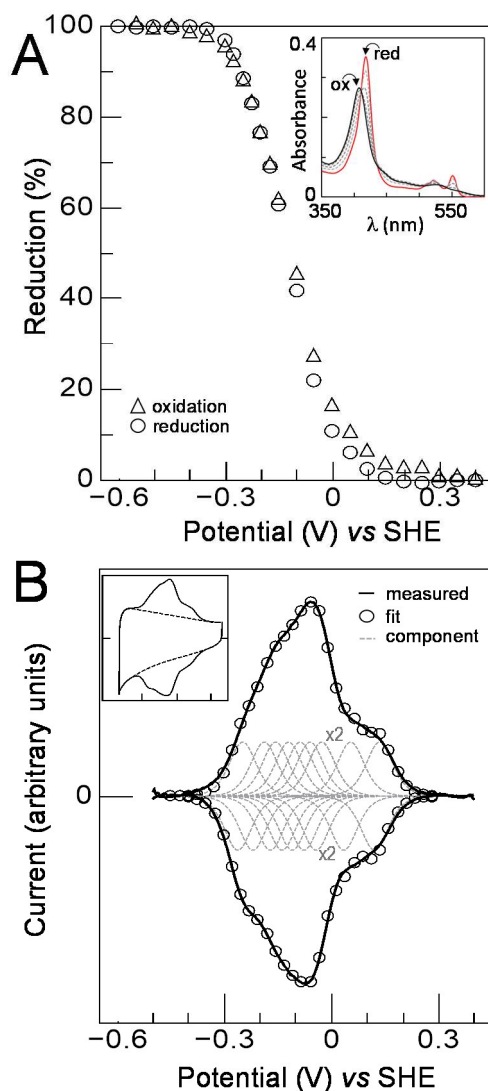 A
100
80
60
40
20
0
Reduction (%)
0.4
Absorbance
0
350
550
λ (nm)
ox
red
△ oxidation
○ reduction
−0.6
−0.3
0
0.3
Potential (V) vs SHE
B
measured
fit
component
x2
x2
0
Current (arbitrary units)
−0.6
−0.3
0
0.3
Potential (V) vs SHE